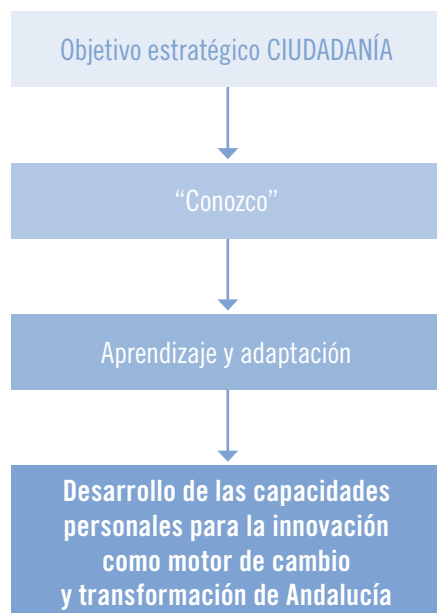 Objetivo estratégico CIUDADANÍA
“Conozco”
Aprendizaje y adaptación
Desarrollo de las capacidades
personales para la innovación
como motor de cambio
y transformación de Andalucía